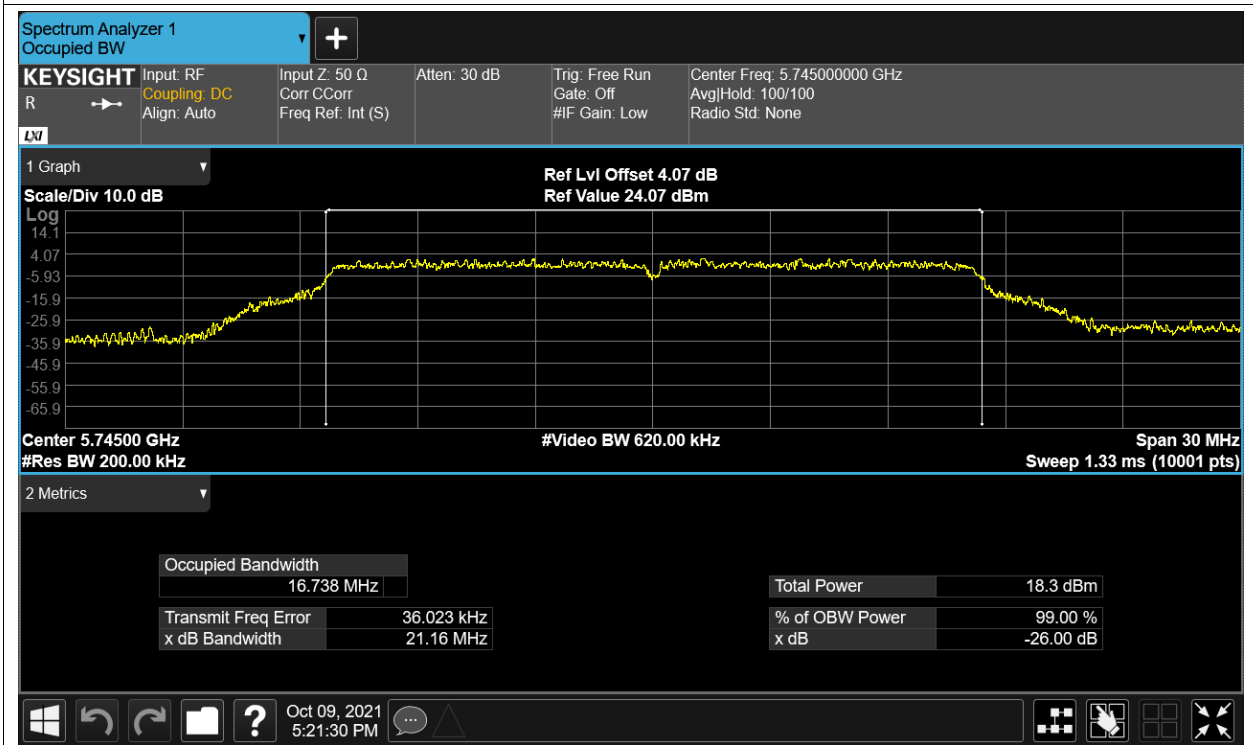 Spectrum Analyzer 1
Occupied BW
KEYSIGHT
R
LXI
Input: RF
Coupling: DC
Align: Auto
Input Z: 50 Ω
Corr CCorr
Freq Ref: Int (S)
Atten: 30 dB
Trig: Free Run
Gate: Off
#IF Gain: Low
Center Freq: 5.745000000 GHz
Avg|Hold: 100/100
Radio Std: None
1 Graph
Scale/Div 10.0 dB
Ref Lvl Offset 4.07 dB
Ref Value 24.07 dBm
Log
14.1
4.07
-5.93
-15.9
-25.9
-35.9
-45.9
-55.9
-65.9
Center 5.74500 GHz
#Video BW 620.00 kHz
Span 30 MHz
#Res BW 200.00 kHz
Sweep 1.33 ms (10001 pts)
2 Metrics
Occupied Bandwidth
16.738 MHz
Transmit Freq Error 36.023 kHz
x dB Bandwidth 21.16 MHz
Total Power 18.3 dBm
% of OBW Power 99.00 %
x dB -26.00 dB
?
Oct 09, 2021
5:21:30 PM